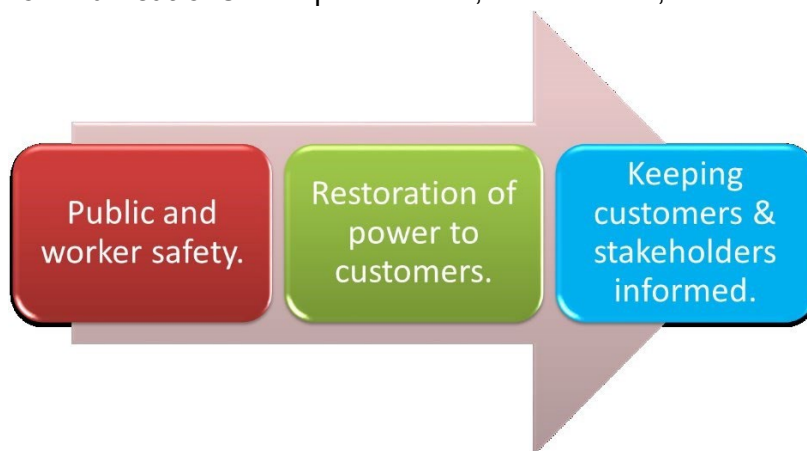 Public and
worker safety.
Restoration of
power to
customers.
Keeping
customers &
stakeholders
informed.